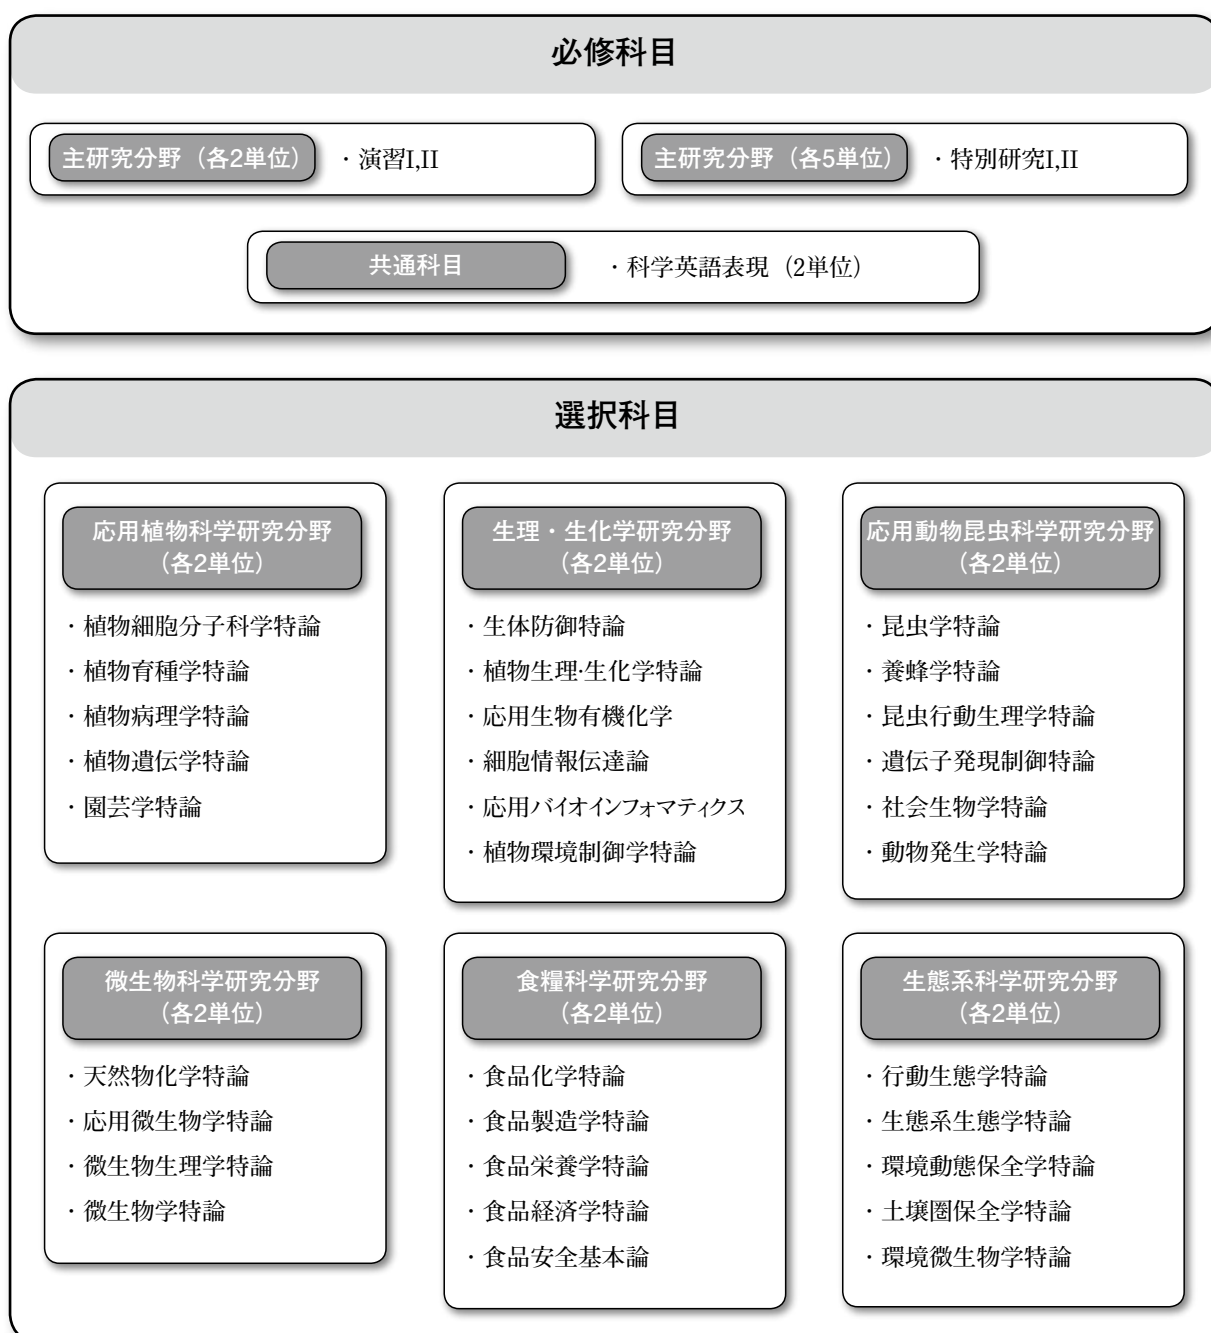 必修科目
主研究分野（各2単位）
・演習I,II
主研究分野（各5単位）
・特別研究I,II
共通科目
・科学英語表現（2単位）
選択科目
応用植物科学研究分野
（各2単位）
・植物細胞分子科学特論
・植物育種学特論
・植物病理学特論
・植物遺伝学特論
・園芸学特論
生理・生化学研究分野
（各2単位）
・生体防御特論
・植物生理・生化学特論
・応用生物有機化学
・細胞情報伝達論
・応用バイオインフォマティクス
・植物環境制御学特論
応用動物昆虫科学研究分野
（各2単位）
・昆虫学特論
・養蜂学特論
・昆虫行動生理学特論
・遺伝子発現制御特論
・社会生物学特論
・動物発生学特論
微生物科学研究分野
（各2単位）
・天然物化学特論
・応用微生物学特論
・微生物生理学特論
・微生物学特論
食糧科学研究分野
（各2単位）
・食品化学特論
・食品製造学特論
・食品栄養学特論
・食品経済学特論
・食品安全基本論
生態系科学研究分野
（各2単位）
・行動生態学特論
・生態系生態学特論
・環境動態保全学特論
・土壌圏保全学特論
・環境微生物学特論